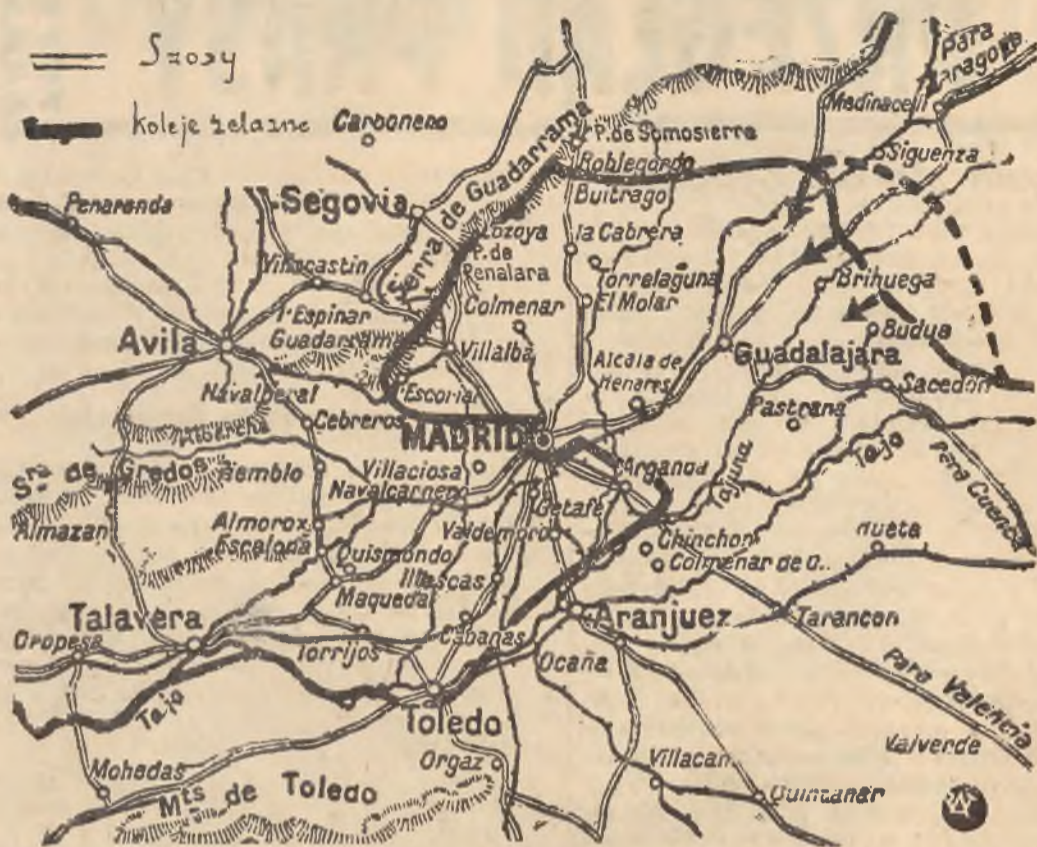 Szosy
koleje żelazne
Carbonero
Para
Medinaceli
Siguenza
P. de Somosierre
Roblegordo
Buitrago
Segovia
Sierra de Guadarrama
Penaranda
Lozoya
P. de
Penalara
la Cabrera
Torrelaguna
El Molar
Brihuega
Villacastin
Colmenar
Espinar
Guadarrama
Budua
Avila
Villalba
Alcala de
Henares
Guadalajara
Sacedon
Navalperal
Escorial
Pastrana
Cebreros
Alberche
MADRID
Tajo
Sra. de Gredos
Villaciosa
Arganda
Tajuna
Para Cuenca
Navalcarnero
Getafe
Almazan
Almorox
Escalona
Valdemoro
Chinchon
Huete
Quismondo
Colmenar de O..
Illescas
Maqueda
Talavera
Aranjuez
Tarancon
Oropesa
Torrijos
Cabanas
Ocaña
Tajo
Toledo
Para Valencia
Valverde
Mohedas
Orgaz
Villacan
Mts de Toledo
Quintanar